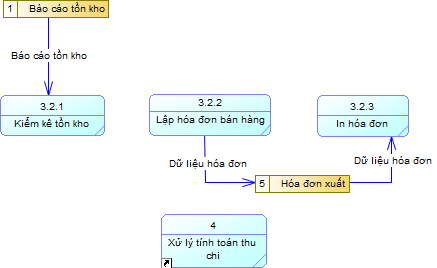 1 Báo cáo tồn kho
Báo cáo tồn kho
3.2.1
Kiểm kê tồn kho
3.2.2
Lập hóa đơn bán hàng
3.2.3
In hóa đơn
Dữ liệu hóa đơn
Dữ liệu hóa đơn
5 Hóa đơn xuất
4
Xử lý tính toán thu
chi